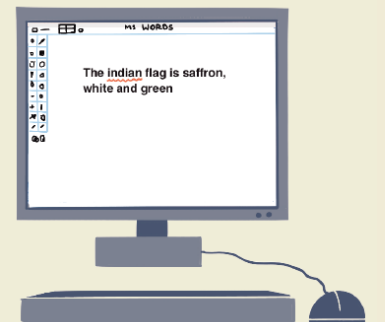 MS WORDS
The indian flag is saffron,
white and green